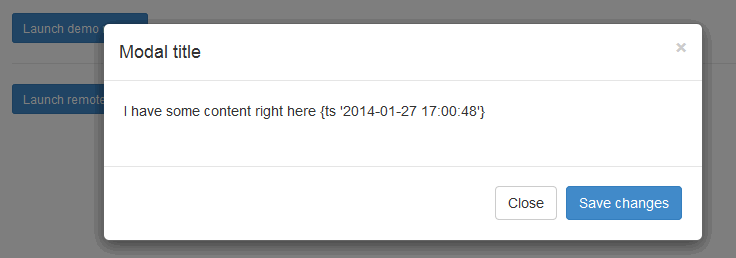 Launch demo
Modal title ×
Launch remote
I have some content right here {ts '2014-01-27 17:00:48'}
Close Save changes